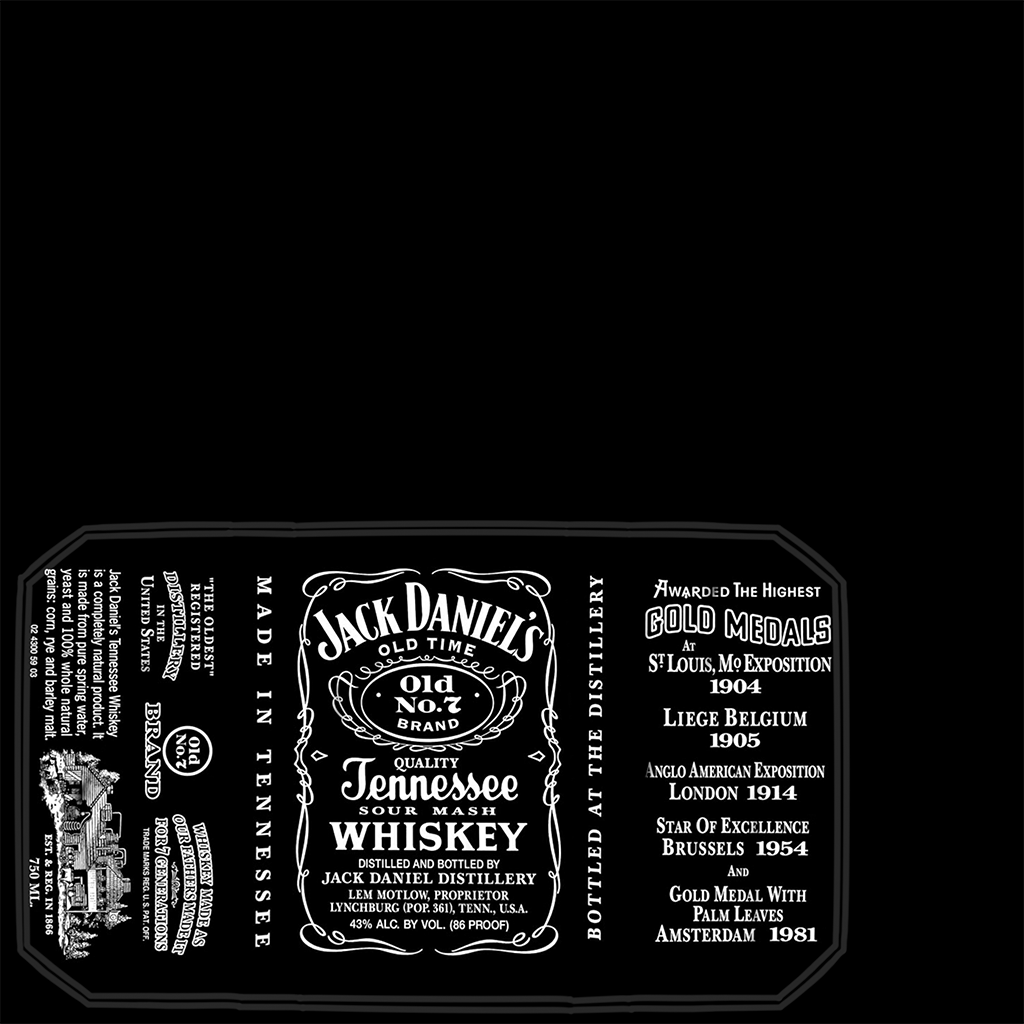 "THE OLDEST"
REGISTERED
DISTILLERY
IN THE
UNITED STATES
Jack Daniel's Tennessee Whiskey
is a completely natural product. It
is made from pure spring water,
yeast and 100% whole natural
grains: corn, rye and barley malt.
02 4300 59 03
Old
No.7
BRAND
WHISKEY MADE AS
OUR FATHERS MADE IT
FOR 7 GENERATIONS
TRADE MARKS REG. U.S. PAT. OFF.
EST. & REG. IN 1866
750 ML.
MADE IN TENNESSEE
JACK DANIEL'S
OLD TIME
Old
No.7
BRAND
QUALITY
Tennessee
SOUR MASH
WHISKEY
DISTILLED AND BOTTLED BY
JACK DANIEL DISTILLERY
LEM MOTLOW, PROPRIETOR
LYNCHBURG (POP. 361), TENN., U.S.A.
43% ALC. BY VOL. (86 PROOF)
BOTTLED AT THE DISTILLERY
AWARDED THE HIGHEST
GOLD MEDALS
AT
ST. LOUIS, MO EXPOSITION
1904
LIEGE BELGIUM
1905
ANGLO AMERICAN EXPOSITION
LONDON 1914
STAR OF EXCELLENCE
BRUSSELS 1954
AND
GOLD MEDAL WITH
PALM LEAVES
AMSTERDAM 1981